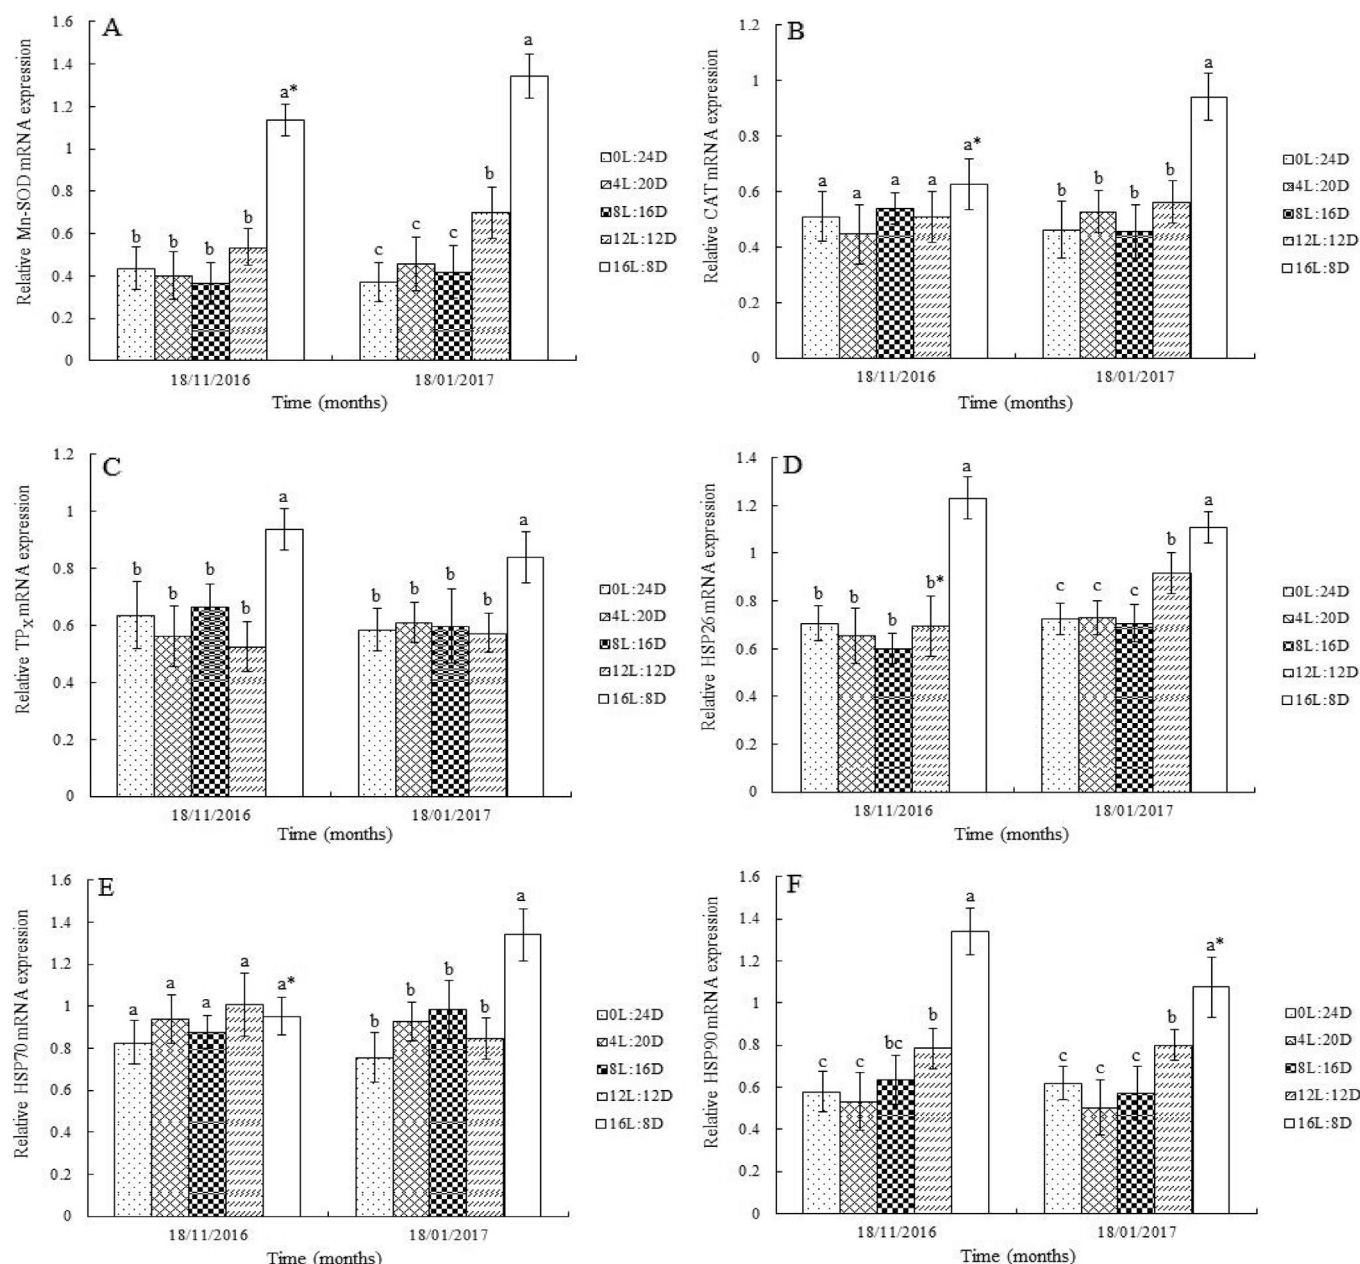 A
Relative Mn-SOD mRNA expression
1.6
1.4
1.2
1
0.8
0.6
0.4
0.2
0
b b b b a*
c c c b a
18/11/2016 18/01/2017
Time (months)
0L:24D
4L:20D
8L:16D
12L:12D
16L:8D
B
Relative CAT mRNA expression
1.2
1
0.8
0.6
0.4
0.2
0
a a a a a*
b b b b a
18/11/2016 18/01/2017
Time (months)
0L:24D
4L:20D
8L:16D
12L:12D
16L:8D
C
Relative TPX mRNA expression
1.2
1
0.8
0.6
0.4
0.2
0
b b b b a
b b b b a
18/11/2016 18/01/2017
Time (months)
0L:24D
4L:20D
8L:16D
12L:12D
16L:8D
D
Relative HSP26 mRNA expression
1.4
1.2
1
0.8
0.6
0.4
0.2
0
b b b b* a
c c c b a
18/11/2016 18/01/2017
Time (months)
0L:24D
4L:20D
8L:16D
12L:12D
16L:8D
E
Relative HSP70 mRNA expression
1.6
1.4
1.2
1
0.8
0.6
0.4
0.2
0
a a a a a*
b b b b a
18/11/2016 18/01/2017
Time (months)
0L:24D
4L:20D
8L:16D
12L:12D
16L:8D
F
Relative HSP90 mRNA expression
1.6
1.4
1.2
1
0.8
0.6
0.4
0.2
0
c c bc b a
c c c b a*
18/11/2016 18/01/2017
Time (months)
0L:24D
4L:20D
8L:16D
12L:12D
16L:8D